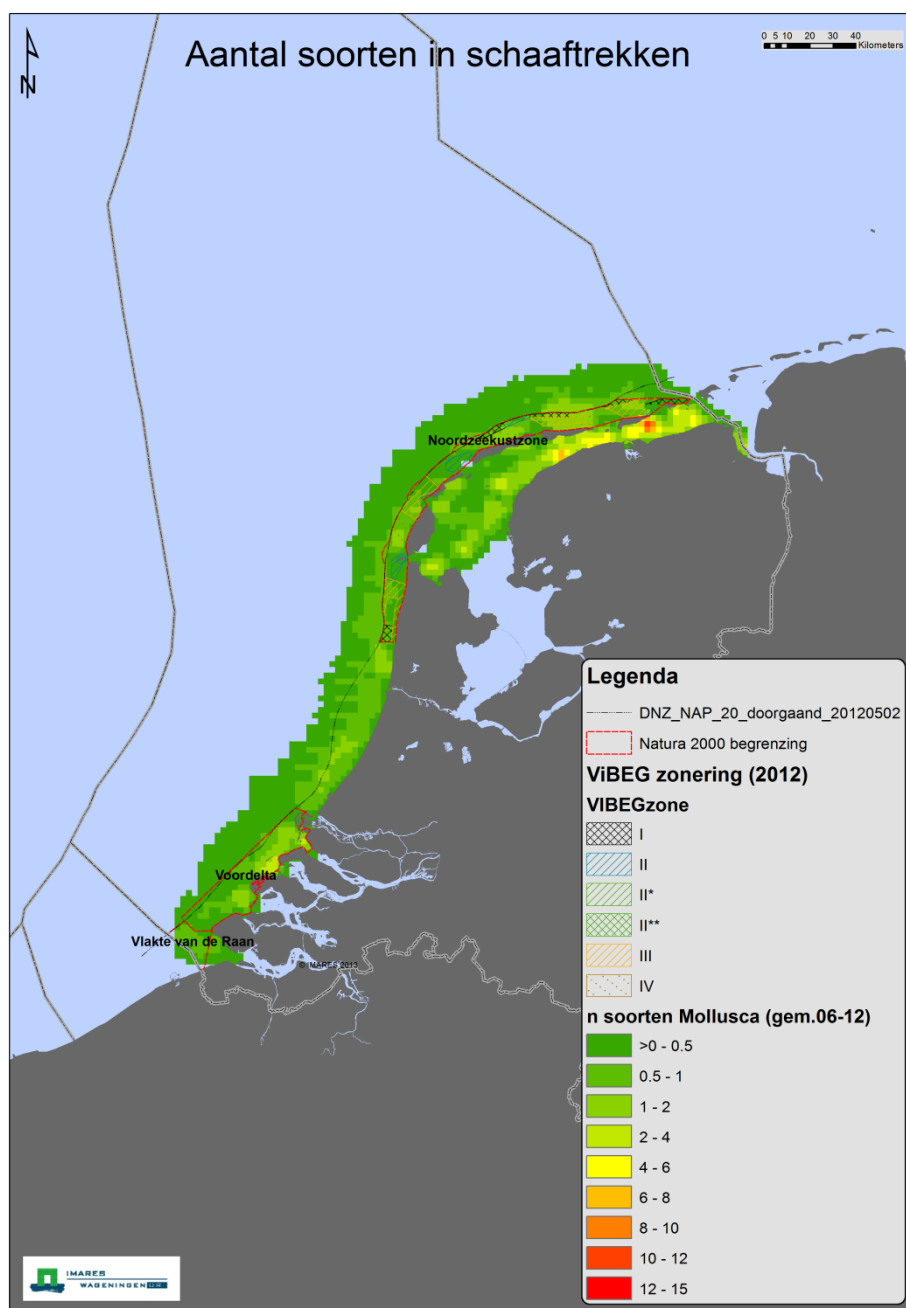 Aantal soorten in schaaftrekken
0 5 10 20 30 40
Kilometers
N
Noordzeekustzone
Voordelta
Vlakte van de Raan
© IMARES 2013
Legenda
DNZ_NAP_20_doorgaand_20120502
Natura 2000 begrenzing
ViBEG zonering (2012)
VIBEGzone
I
II
II*
II**
III
IV
n soorten Mollusca (gem.06-12)
>0 - 0.5
0.5 - 1
1 - 2
2 - 4
4 - 6
6 - 8
8 - 10
10 - 12
12 - 15
IMARES
WAGENINGEN UR